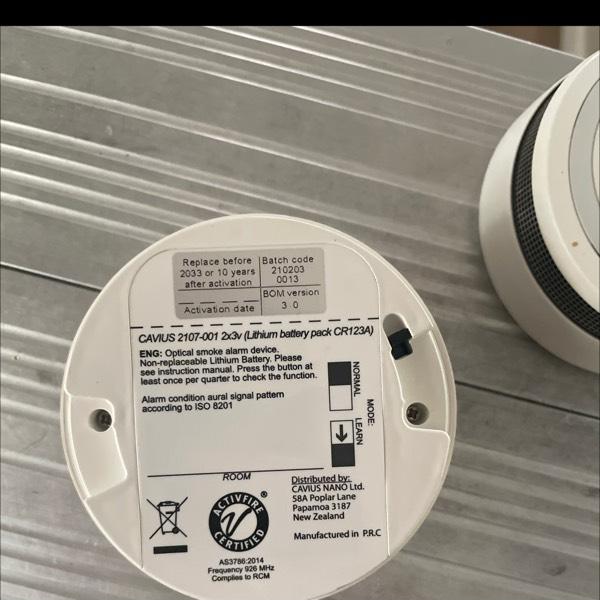 Replace before
2033 or 10 years
after activation
Activation date
Batch code
210203
0013
BOM version
3.0
CAVIUS 2107-001 2x3v (Lithium battery pack CR123A)
ENG: Optical smoke alarm device.
Non-replaceable Lithium Battery. Please
see instruction manual. Press the button at
least once per quarter to check the function.
Alarm condition aural signal pattern
according to ISO 8201
NORMAL
MODE:
LEARN
ROOM
ACTIVFIRE
®
CERTIFIED
AS3786:2014
Frequency 926 MHz
Complies to RCM
Distributed by:
CAVIUS NANO Ltd.
58A Poplar Lane
Papamoa 3187
New Zealand
Manufactured in P.R.C